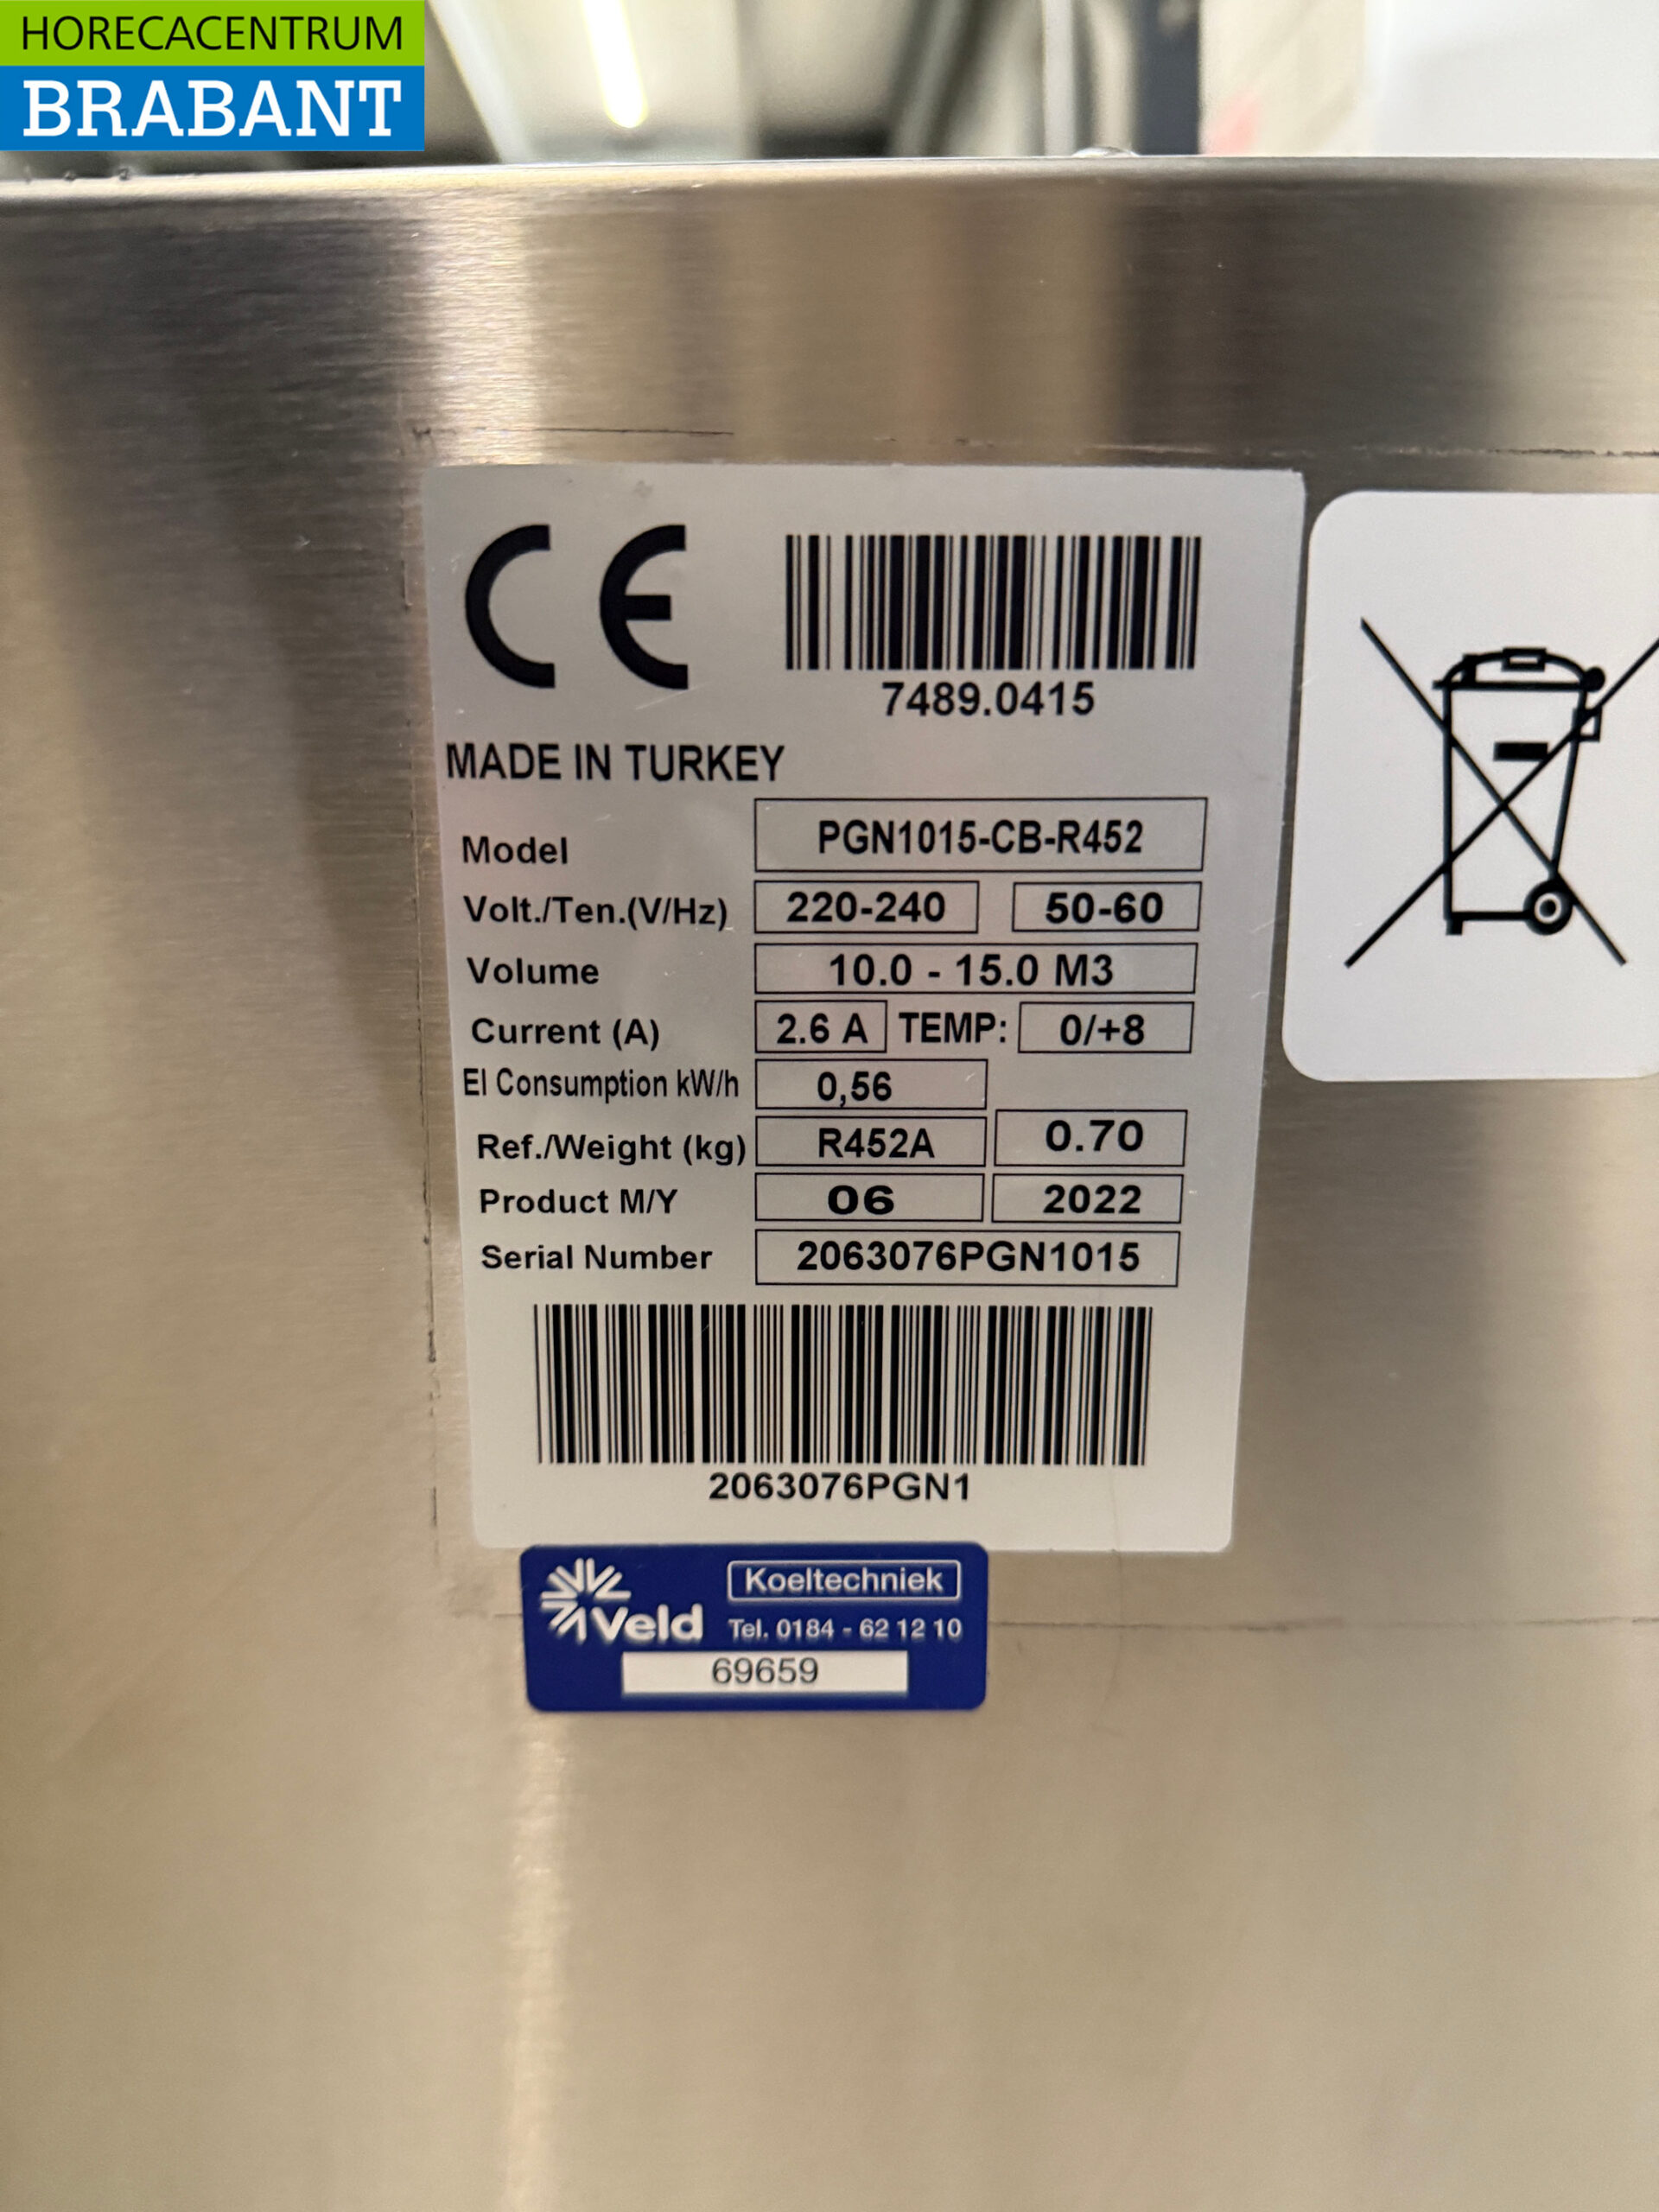 HORECACENTRUM
BRABANT
CE
7489.0415
MADE IN TURKEY
Model PGN1015-CB-R452
Volt./Ten.(V/Hz) 220-240 50-60
Volume 10.0 - 15.0 M3
Current (A) 2.6 A TEMP: 0/+8
El Consumption kW/h 0,56
Ref./Weight (kg) R452A 0.70
Product M/Y 06 2022
Serial Number 2063076PGN1015
2063076PGN1
Koeltechniek
Veld Tel. 0184 - 62 12 10
69659